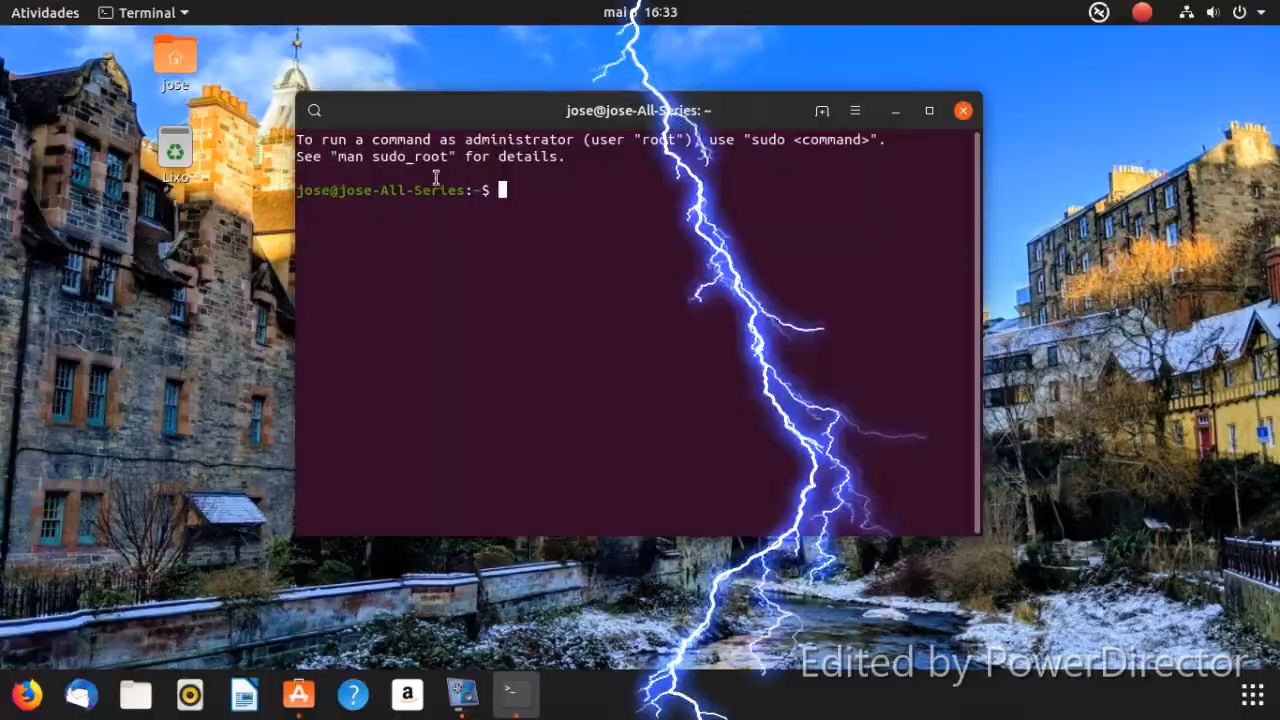 Atividades
Terminal
mai 16:33
jose
Lixo
jose@jose-All-Series: ~
To run a command as administrator (user "root"), use "sudo <command>".
See "man sudo_root" for details.
jose@jose-All-Series:~$
Edited by PowerDirector